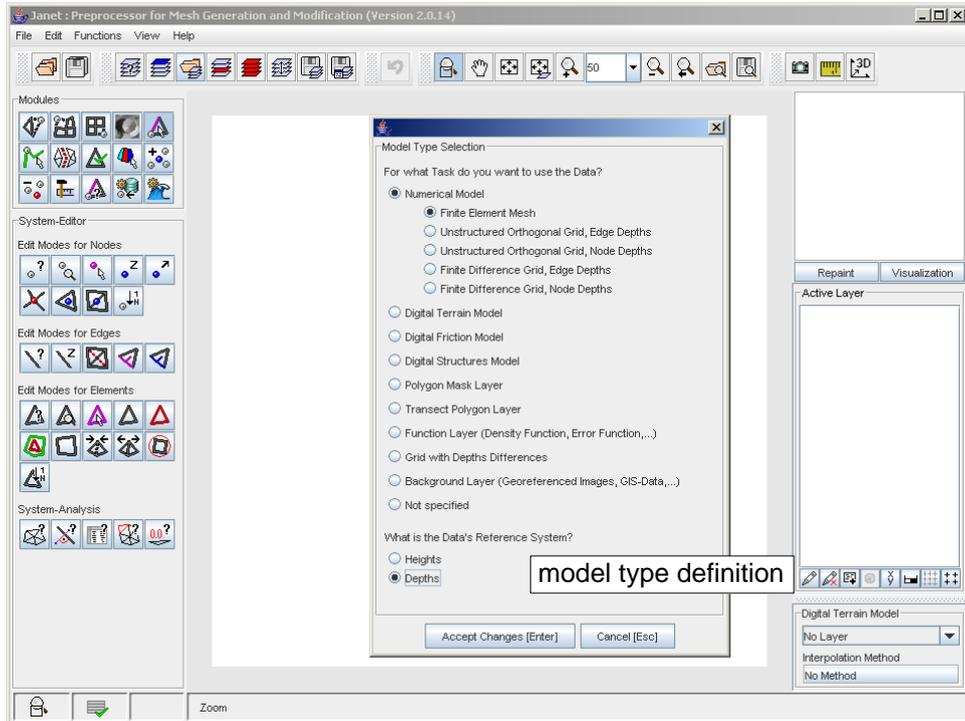 Janet : Preprocessor for Mesh Generation and Modification (Version 2.0.14)
File Edit Functions View Help
50
3D
Modules
System-Editor
Edit Modes for Nodes
Edit Modes for Edges
Edit Modes for Elements
System-Analysis
Model Type Selection
For what Task do you want to use the Data?
Numerical Model
Finite Element Mesh
Unstructured Orthogonal Grid, Edge Depths
Unstructured Orthogonal Grid, Node Depths
Finite Difference Grid, Edge Depths
Finite Difference Grid, Node Depths
Digital Terrain Model
Digital Friction Model
Digital Structures Model
Polygon Mask Layer
Transect Polygon Layer
Function Layer (Density Function, Error Function,...)
Grid with Depths Differences
Background Layer (Georeferenced Images, GIS-Data,...)
Not specified
What is the Data's Reference System?
Heights
Depths
model type definition
Accept Changes [Enter] Cancel [Esc]
Repaint Visualization
Active Layer
Digital Terrain Model
No Layer
Interpolation Method
No Method
Zoom